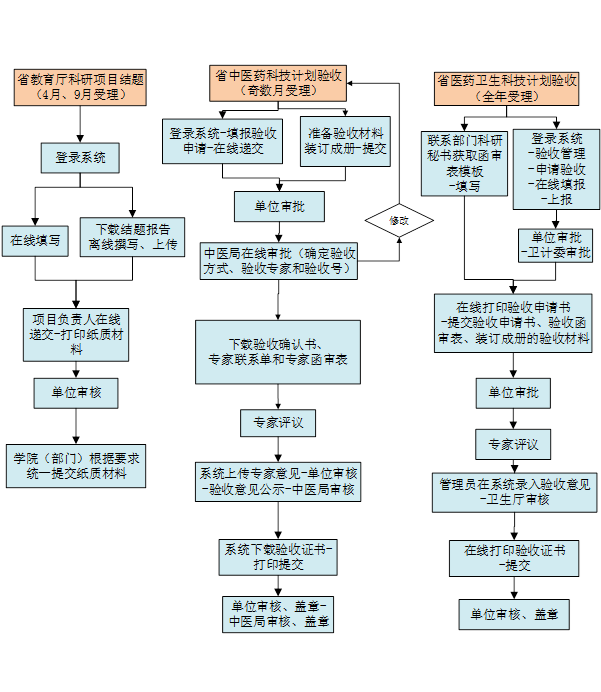 省教育厅科研项目结题
（4月、9月受理）
登录系统
在线填写
下载结题报告
离线撰写、上传
项目负责人在线
递交-打印纸质材
料
单位审核
学院（部门）根据要求
统一提交纸质材料
省中医药科技计划验收
（奇数月受理）
登录系统-填报验收
申请-在线递交
准备验收材料
装订成册-提交
单位审批
修改
中医局在线审批（确定验收
方式、验收专家和验收号）
下载验收确认书、
专家联系单和专家函审表
专家评议
系统上传专家意见-单位审核
-验收意见公示-中医局审核
系统下载验收证书-
打印提交
单位审核、盖章-
中医局审核、盖章
省医药卫生科技计划验收
（全年受理）
联系部门科研
秘书获取函审
表模板
-填写
登录系统
-验收管理
-申请验收
-在线填报
-上报
单位审批
-卫计委审批
在线打印验收申请书
-提交验收申请书、验收函
审表、装订成册的验收材料
单位审批
专家评议
管理员在系统录入验收意见
-卫生厅审核
在线打印验收证书
-提交
单位审核、盖章